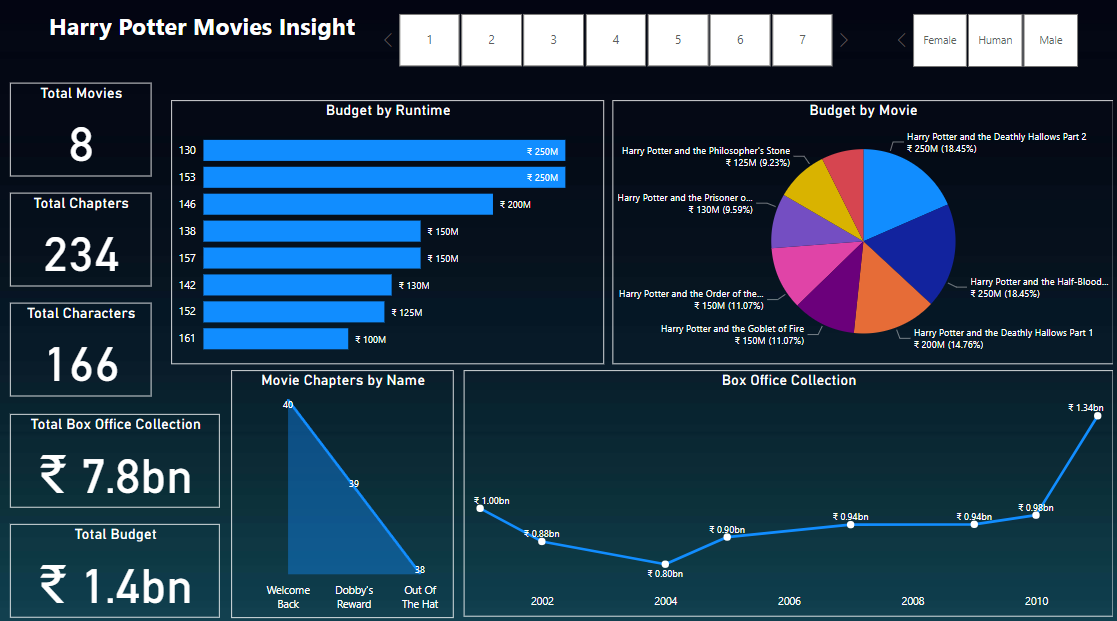 Harry Potter Movies Insight
1
2
3
4
5
6
7
Female
Human
Male
Total Movies
8
Total Chapters
234
Total Characters
166
Total Box Office Collection
₹ 7.8bn
Total Budget
₹ 1.4bn
Budget by Runtime
130
₹ 250M
153
₹ 250M
146
₹ 200M
138
₹ 150M
157
₹ 150M
142
₹ 130M
152
₹ 125M
161
₹ 100M
Budget by Movie
Harry Potter and the Deathly Hallows Part 2
₹ 250M (18.45%)
Harry Potter and the Philosopher's Stone
₹ 125M (9.23%)
Harry Potter and the Prisoner o...
₹ 130M (9.59%)
Harry Potter and the Half-Blood...
₹ 250M (18.45%)
Harry Potter and the Order of the...
₹ 150M (11.07%)
Harry Potter and the Goblet of Fire
₹ 150M (11.07%)
Harry Potter and the Deathly Hallows Part 1
₹ 200M (14.76%)
Movie Chapters by Name
40
39
38
Welcome
Back
Dobby's
Reward
Out Of
The Hat
Box Office Collection
₹ 1.00bn
₹ 0.88bn
₹ 0.80bn
₹ 0.90bn
₹ 0.94bn
₹ 0.94bn
₹ 0.98bn
₹ 1.34bn
2002
2004
2006
2008
2010